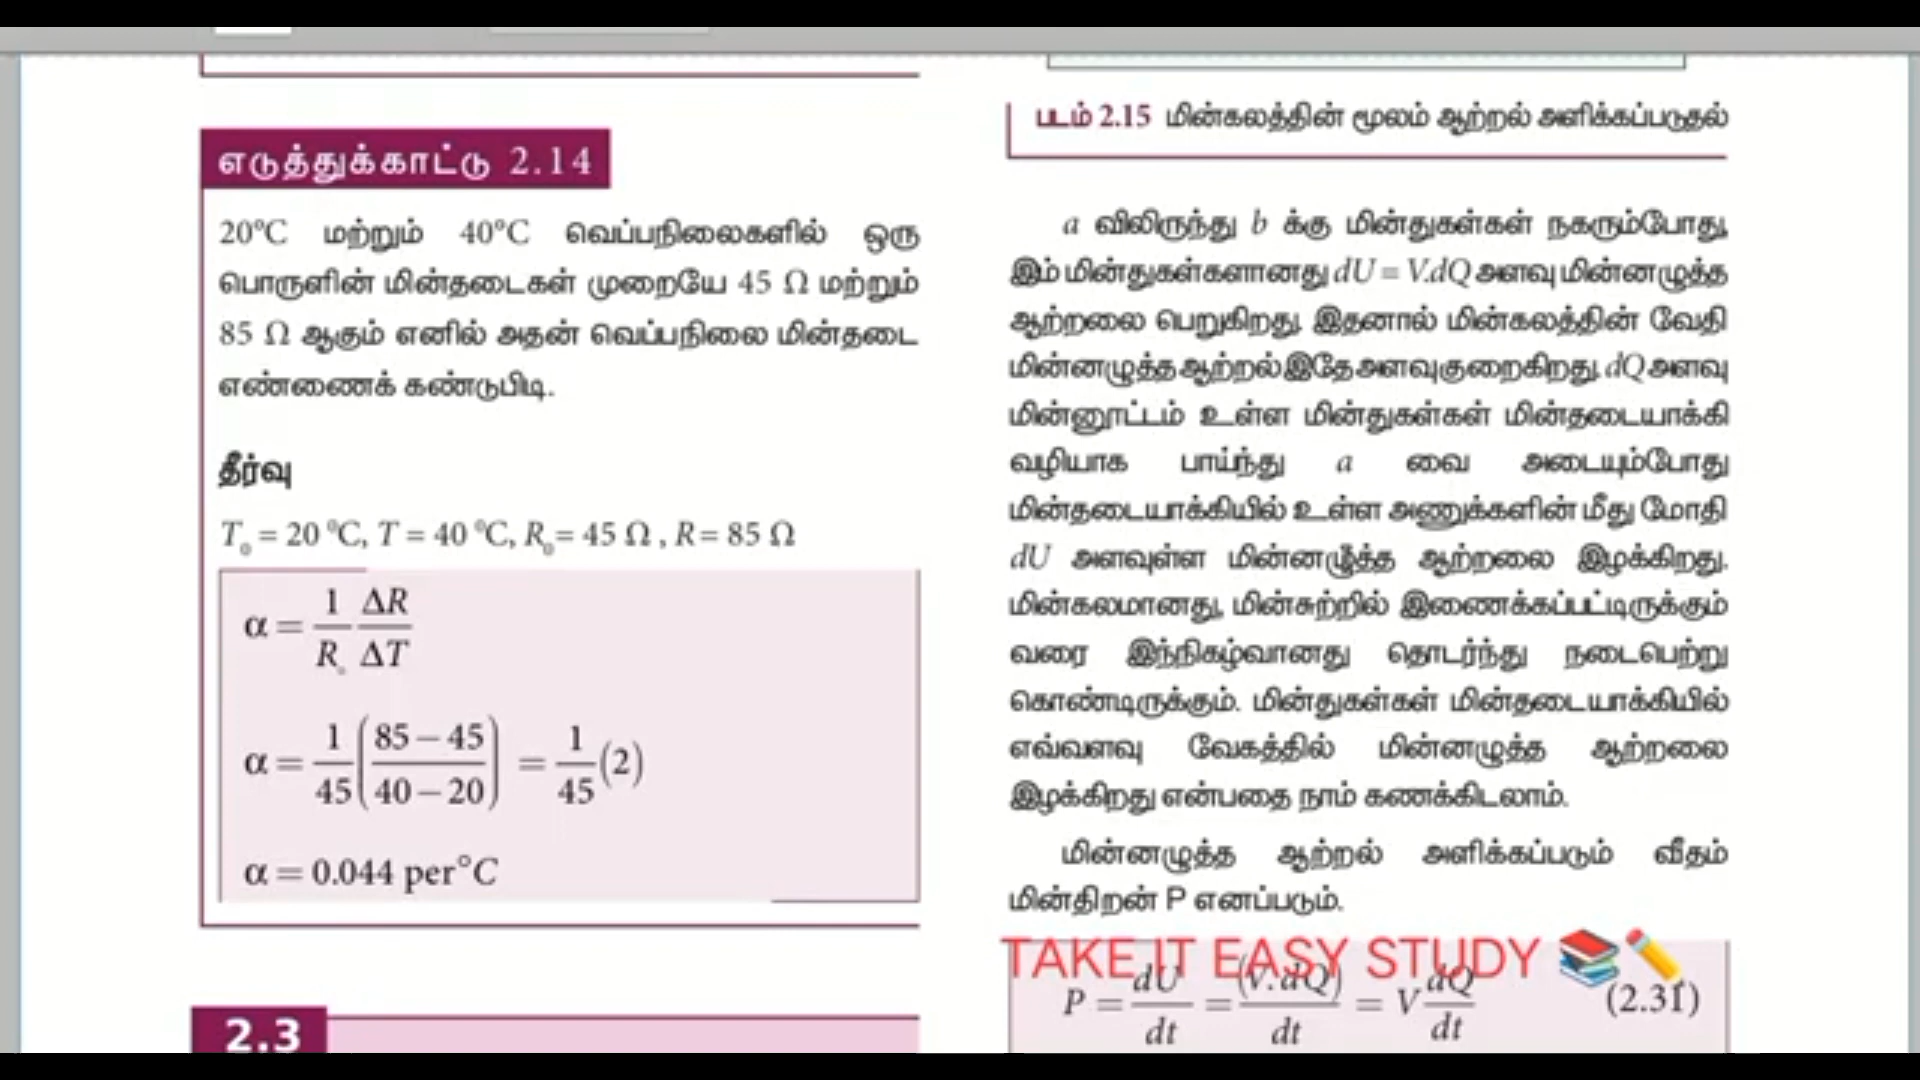 எடுத்துக்காட்டு 2.14
20°C மற்றும் 40°C வெப்பநிலைகளில் ஒரு
பொருளின் மின்தடைகள் முறையே 45 Ω மற்றும்
85 Ω ஆகும் எனில் அதன் வெப்பநிலை மின்தடை
எண்ணைக் கண்டுபிடி.
தீர்வு
T₀ = 20 °C, T = 40 °C, R₀ = 45 Ω , R = 85 Ω
α = 1/R₀ ΔR/ΔT
α = 1/45 ((85 – 45)/(40 – 20)) = 1/45 (2)
α = 0.044 per°C
2.3
படம் 2.15 மின்கலத்தின் மூலம் ஆற்றல் அளிக்கப்படுதல்
a விலிருந்து b க்கு மின்துகள்கள் நகரும்போது,
இம் மின்துகள்களானது dU = V.dQ அளவு மின்னழுத்த
ஆற்றலை பெறுகிறது. இதனால் மின்கலத்தின் வேதி
மின்னழுத்த ஆற்றல் இதே அளவு குறைகிறது. dQ அளவு
மின்னூட்டம் உள்ள மின்துகள்கள் மின்தடையாக்கி
வழியாக பாய்ந்து a வை அடையும்போது
மின்தடையாக்கியில் உள்ள அணுக்களின் மீது மோதி
dU அளவுள்ள மின்னழுத்த ஆற்றலை இழக்கிறது.
மின்கலமானது, மின்சுற்றில் இணைக்கப்பட்டிருக்கும்
வரை இந்நிகழ்வானது தொடர்ந்து நடைபெற்று
கொண்டிருக்கும். மின்துகள்கள் மின்தடையாக்கியில்
எவ்வளவு வேகத்தில் மின்னழுத்த ஆற்றலை
இழக்கிறது என்பதை நாம் கணக்கிடலாம்.
மின்னழுத்த ஆற்றல் அளிக்கப்படும் வீதம்
மின்திறன் P எனப்படும்.
TAKE IT EASY STUDY 📚✏️
P = dU/dt = (V.dQ)/dt = V dQ/dt (2.31)